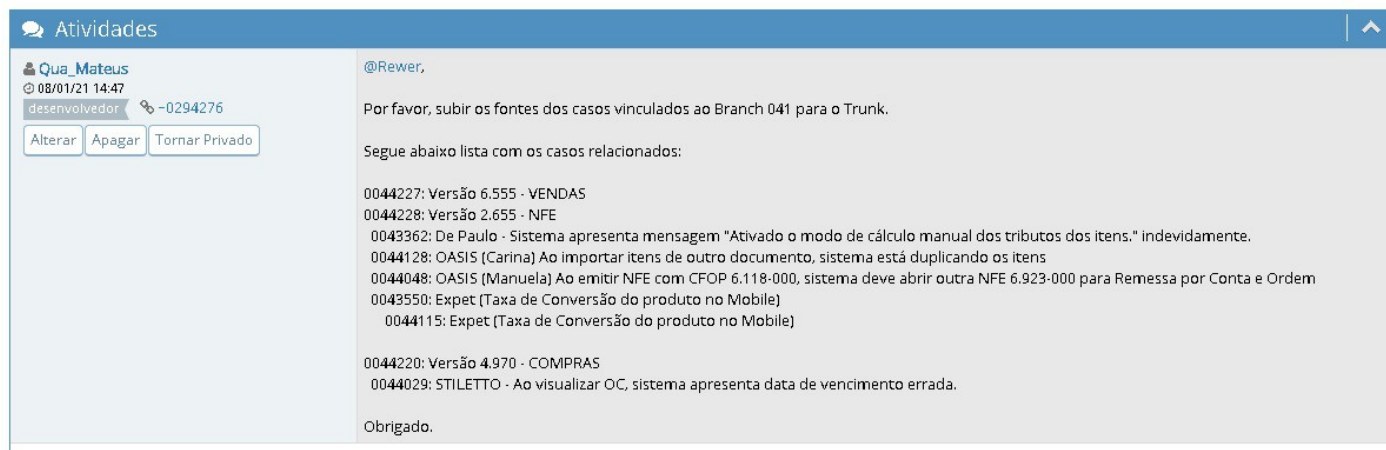 Atividades
Qua_Mateus
08/01/21 14:47
desenvolvedor ~0294276
Alterar Apagar Tornar Privado
@Rewer,
Por favor, subir os fontes dos casos vinculados ao Branch 041 para o Trunk.
Segue abaixo lista com os casos relacionados:
0044227: Versão 6.555 - VENDAS
0044228: Versão 2.655 - NFE
0043362: De Paulo - Sistema apresenta mensagem "Ativado o modo de cálculo manual dos tributos dos itens." indevidamente.
0044128: OASIS (Carina) Ao importar itens de outro documento, sistema está duplicando os itens
0044048: OASIS (Manuela) Ao emitir NFE com CFOP 6.118-000, sistema deve abrir outra NFE 6.923-000 para Remessa por Conta e Ordem
0043550: Expet (Taxa de Conversão do produto no Mobile)
0044115: Expet (Taxa de Conversão do produto no Mobile)
0044220: Versão 4.970 - COMPRAS
0044029: STILETTO - Ao visualizar OC, sistema apresenta data de vencimento errada.
Obrigado.